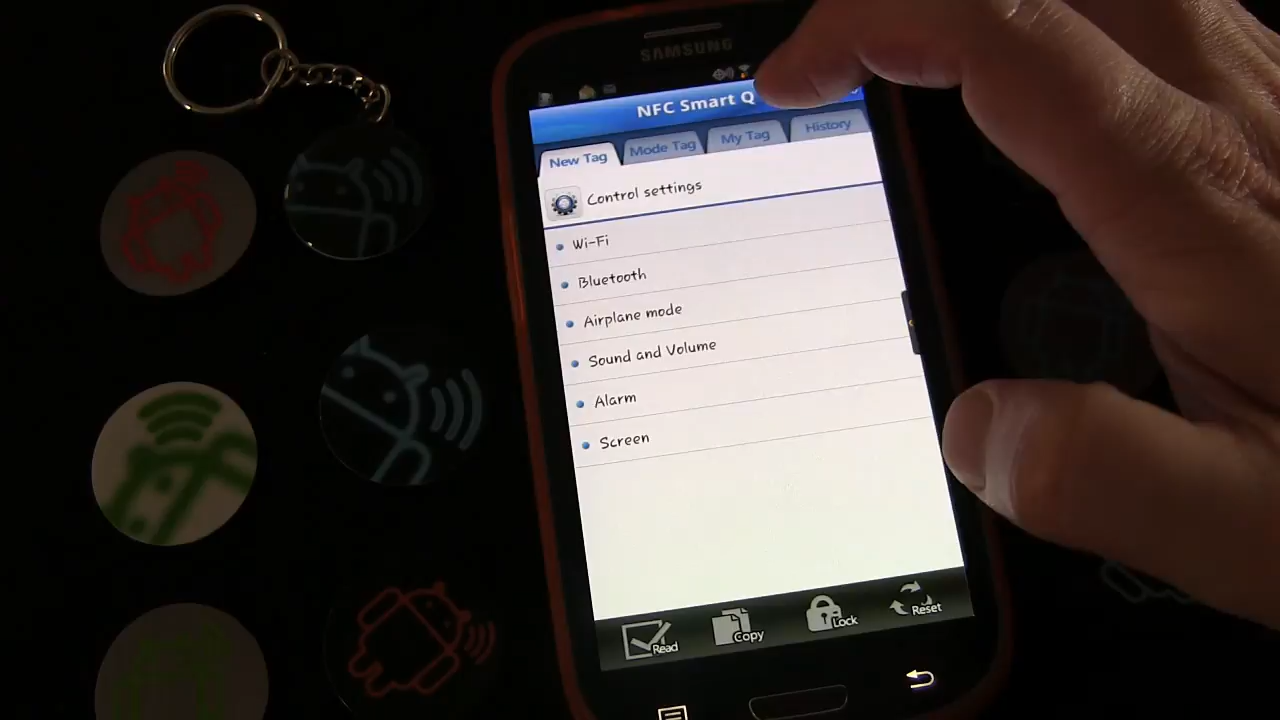 SAMSUNG
NFC Smart Q
New Tag
Mode Tag
My Tag
History
Control settings
Wi-Fi
Bluetooth
Airplane mode
Sound and Volume
Alarm
Screen
Read
Copy
Lock
Reset